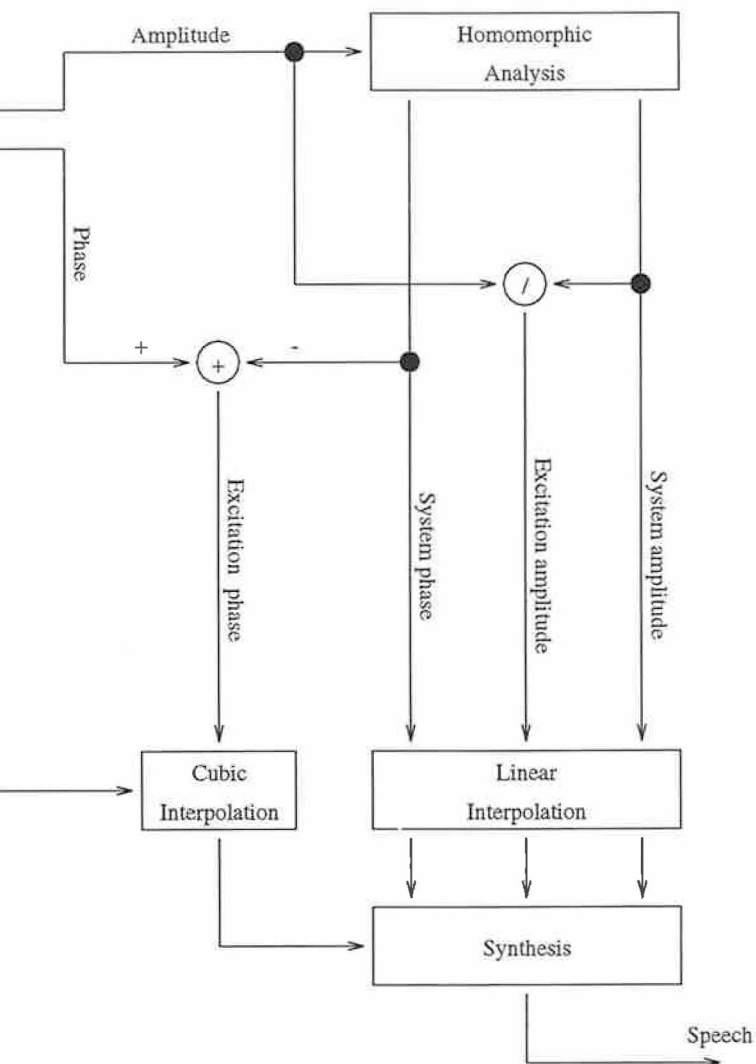 Amplitude
Homomorphic
Analysis
Phase
/
+
-
+
Excitation phase
System phase
Excitation amplitude
System amplitude
Cubic
Interpolation
Linear
Interpolation
Synthesis
Speech